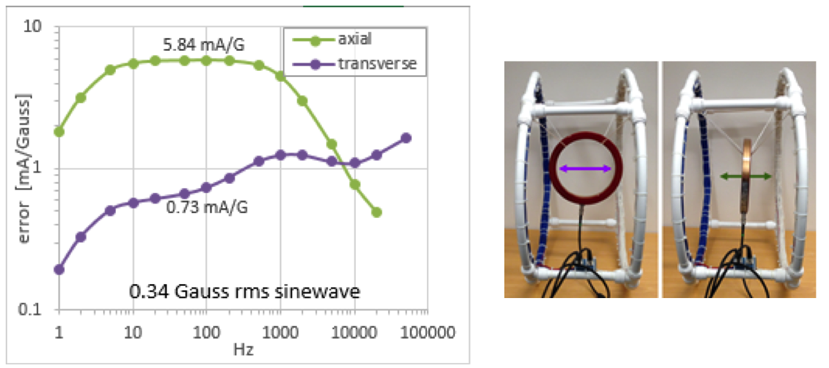 10
1
0.1
error [mA/Gauss]
5.84 mA/G
axial
transverse
0.73 mA/G
0.34 Gauss rms sinewave
1 10 100 1000 10000 100000
Hz